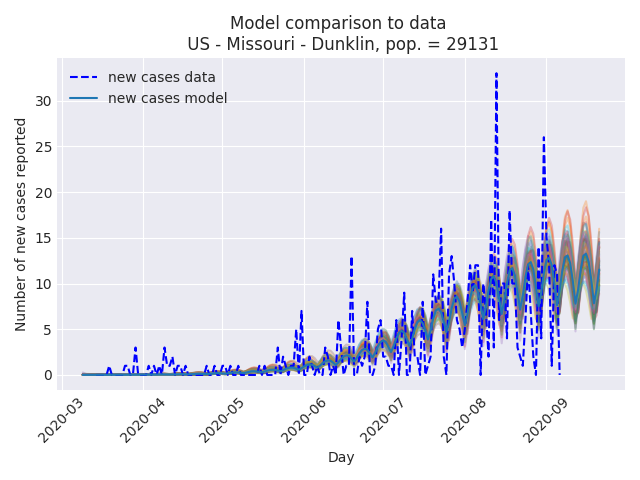 Model comparison to data
US - Missouri - Dunklin, pop. = 29131
new cases data
new cases model
Number of new cases reported
30
25
20
15
10
5
0
2020-03
2020-04
2020-05
2020-06
2020-07
2020-08
2020-09
Day